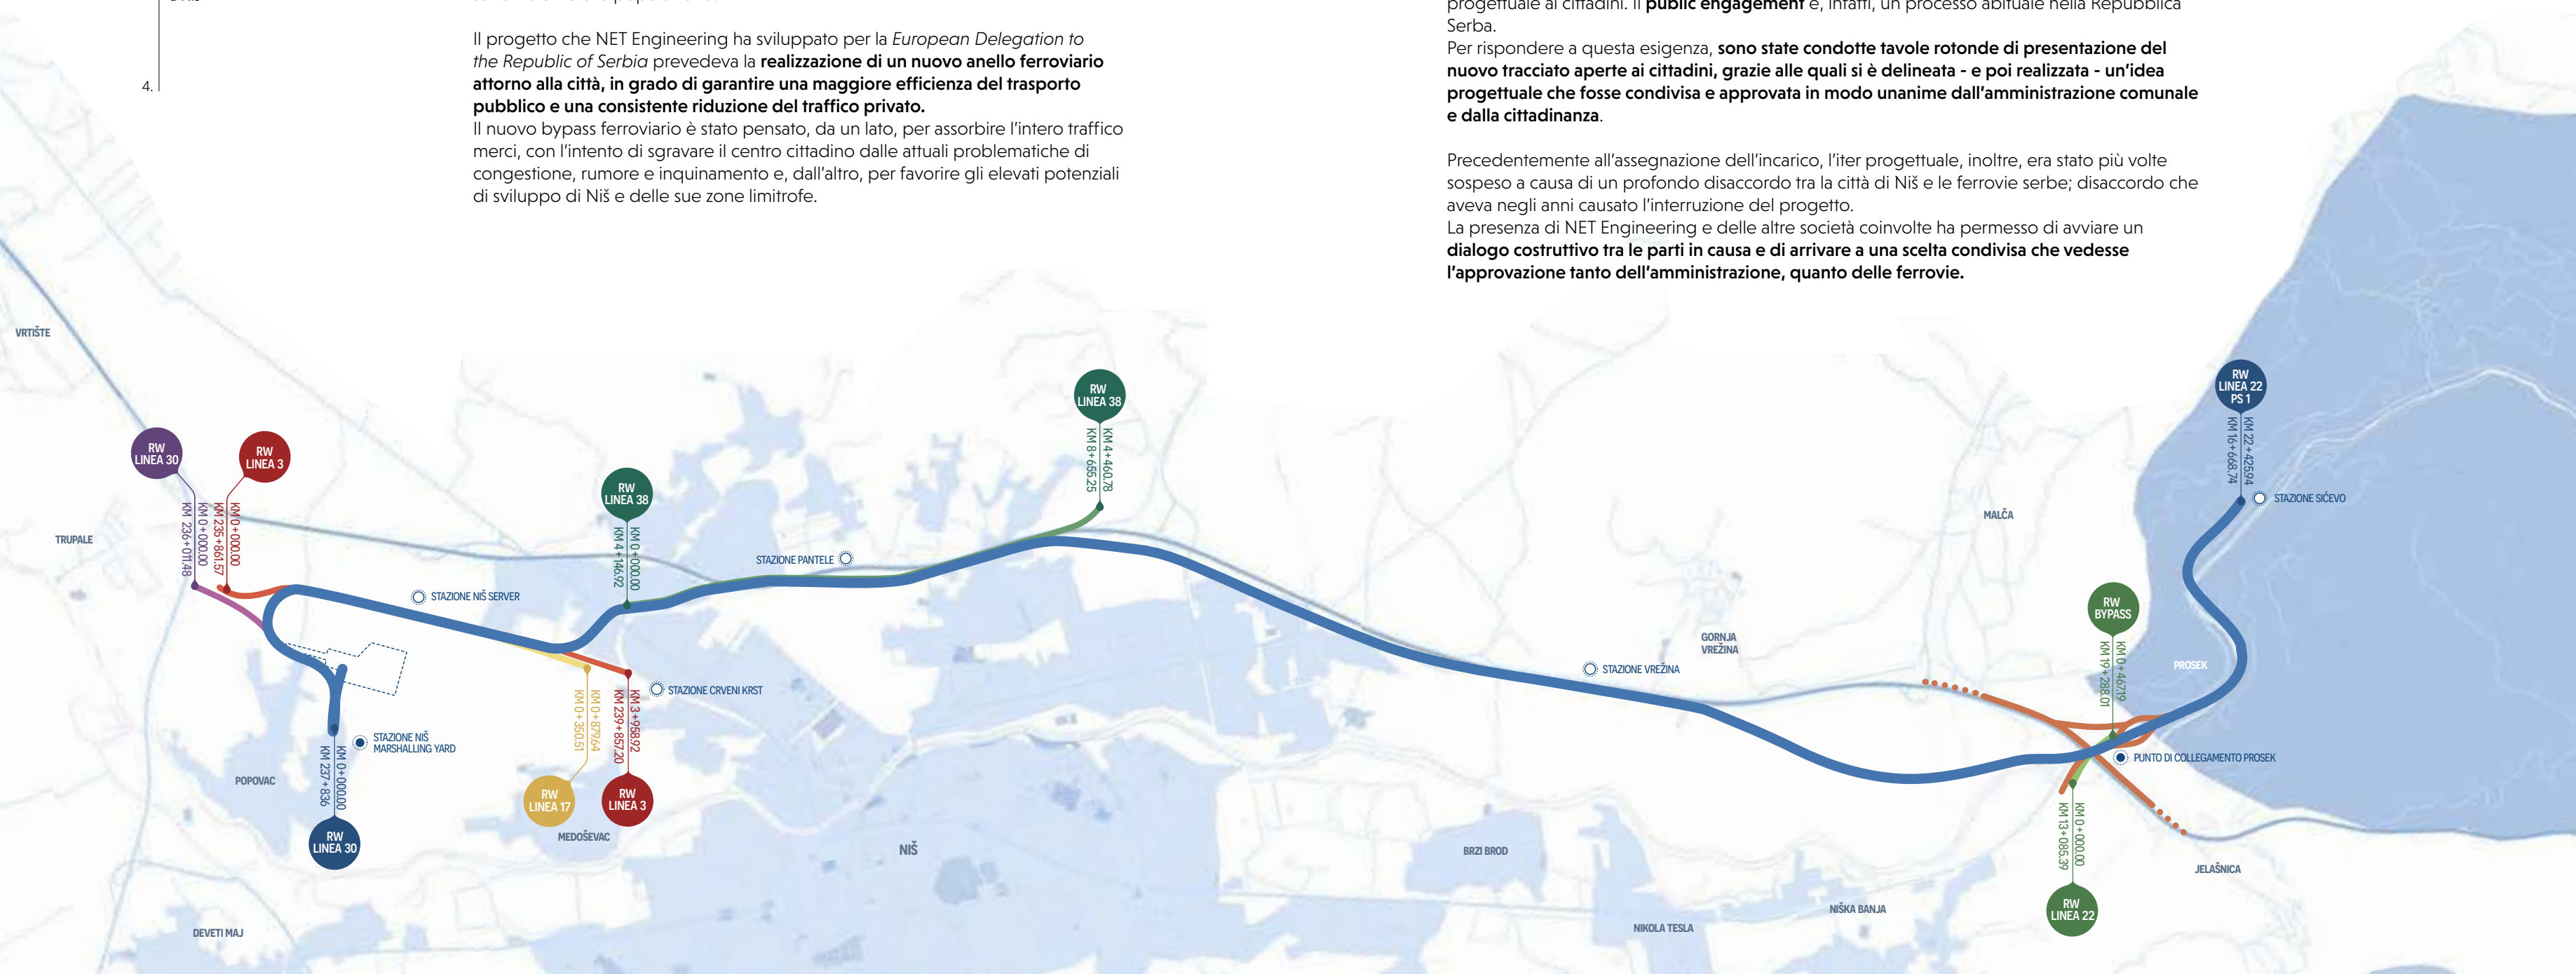 4.
Il progetto che NET Engineering ha sviluppato per la European Delegation to
the Republic of Serbia prevedeva la realizzazione di un nuovo anello ferroviario
attorno alla città, in grado di garantire una maggiore efficienza del trasporto
pubblico e una consistente riduzione del traffico privato.
Il nuovo bypass ferroviario è stato pensato, da un lato, per assorbire l'intero traffico
merci, con l'intento di sgravare il centro cittadino dalle attuali problematiche di
congestione, rumore e inquinamento e, dall'altro, per favorire gli elevati potenziali
di sviluppo di Niš e delle sue zone limitrofe.
progettuale ai cittadini. Il public engagement è, infatti, un processo abituale nella Repubblica
Serba.
Per rispondere a questa esigenza, sono state condotte tavole rotonde di presentazione del
nuovo tracciato aperte ai cittadini, grazie alle quali si è delineata - e poi realizzata - un'idea
progettuale che fosse condivisa e approvata in modo unanime dall'amministrazione comunale
e dalla cittadinanza.
Precedentemente all'assegnazione dell'incarico, l'iter progettuale, inoltre, era stato più volte
sospeso a causa di un profondo disaccordo tra la città di Niš e le ferrovie serbe; disaccordo che
aveva negli anni causato l'interruzione del progetto.
La presenza di NET Engineering e delle altre società coinvolte ha permesso di avviare un
dialogo costruttivo tra le parti in causa e di arrivare a una scelta condivisa che vedesse
l'approvazione tanto dell'amministrazione, quanto delle ferrovie.
VRTIŠTE
TRUPALE
RW
LINEA 30
KM 0+000.00
KM 236+011.48
RW
LINEA 3
KM 0+000.00
KM 235+861.57
STAZIONE NIŠ SERVER
RW
LINEA 38
KM 0+000.00
KM 4+146.92
STAZIONE PANTELE
RW
LINEA 38
KM 4+460.78
KM 8+655.25
STAZIONE CRVENI KRST
STAZIONE NIŠ
MARSHALLING YARD
POPOVAC
KM 0+000.00
KM 237+836
RW
LINEA 30
KM 0+879.64
KM 0+350.51
RW
LINEA 17
KM 3+958.92
KM 239+857.20
RW
LINEA 3
MEDOŠEVAC
DEVETI MAJ
NIŠ
STAZIONE VREŽINA
GORNJA
VREŽINA
MALČA
BRZI BROD
NIKOLA TESLA
NIŠKA BANJA
RW
LINEA 22
PS 1
KM 22+425.94
KM 16+668.74
STAZIONE SIĆEVO
RW
BYPASS
KM 0+467.19
KM 19+288.01
PROSEK
PUNTO DI COLLEGAMENTO PROSEK
KM 0+000.00
KM 13+085.39
RW
LINEA 22
JELAŠNICA